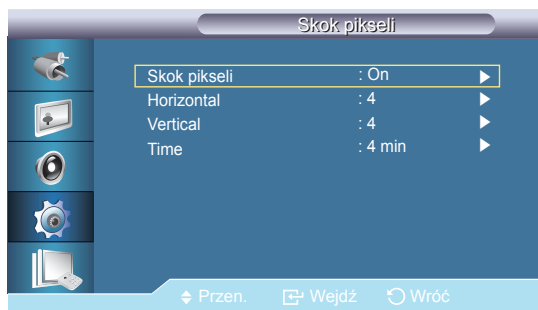 Skok pikseli
Skok pikseli : On
Horizontal : 4
Vertical : 4
Time : 4 min
Przen. Wejdź Wróć